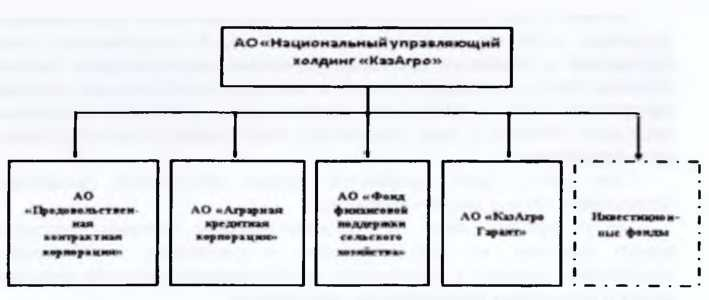 АО «Национальный управляющий
холдинг «КазАгро»
АО
«Продовольствен-
ная
контрактная
корпорация»
АО «Аграрная
кредитная
корпорация»
АО «Фонд
финансовой
поддержки
сельского
хозяйства»
АО «КазАгро
Гарант»
Инвестицион-
ные фонды